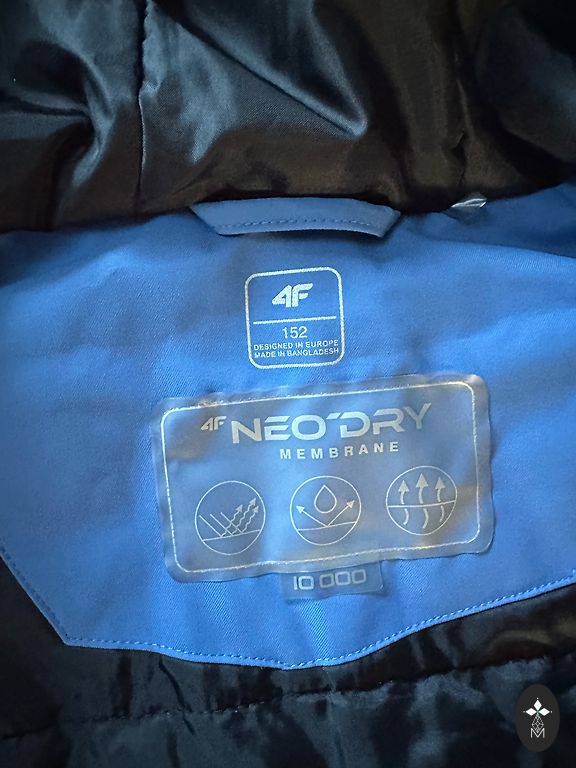 4F
152
DESIGNED IN EUROPE
MADE IN BANGLADESH
4F NEO'DRY
MEMBRANE
10 000
M